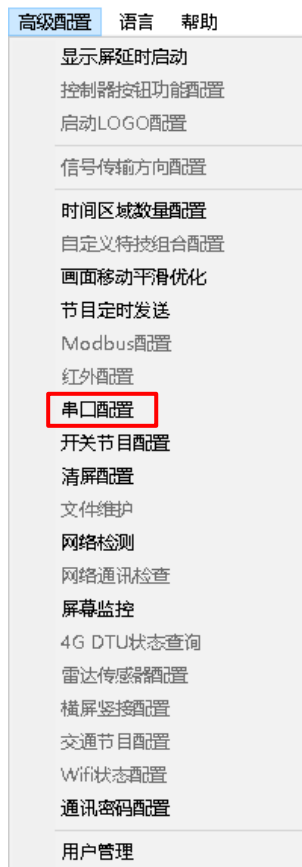 高级配置 语言 帮助
显示屏延时启动
控制器按钮功能配置
启动LOGO配置
信号传输方向配置
时间区域数量配置
自定义特技组合配置
画面移动平滑优化
节目定时发送
Modbus配置
红外配置
串口配置
开关节目配置
清屏配置
文件维护
网络检测
网络通讯检查
屏幕监控
4G DTU状态查询
雷达传感器配置
横屏竖接配置
交通节目配置
Wifi状态配置
通讯密码配置
用户管理